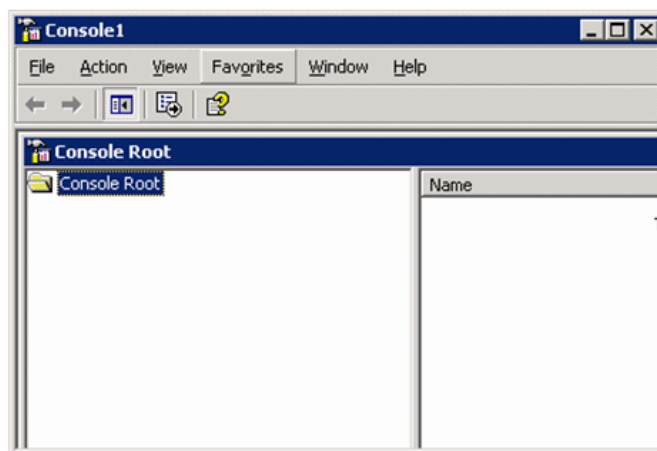 Console1
File Action View Favorites Window Help
Console Root
Console Root
Name